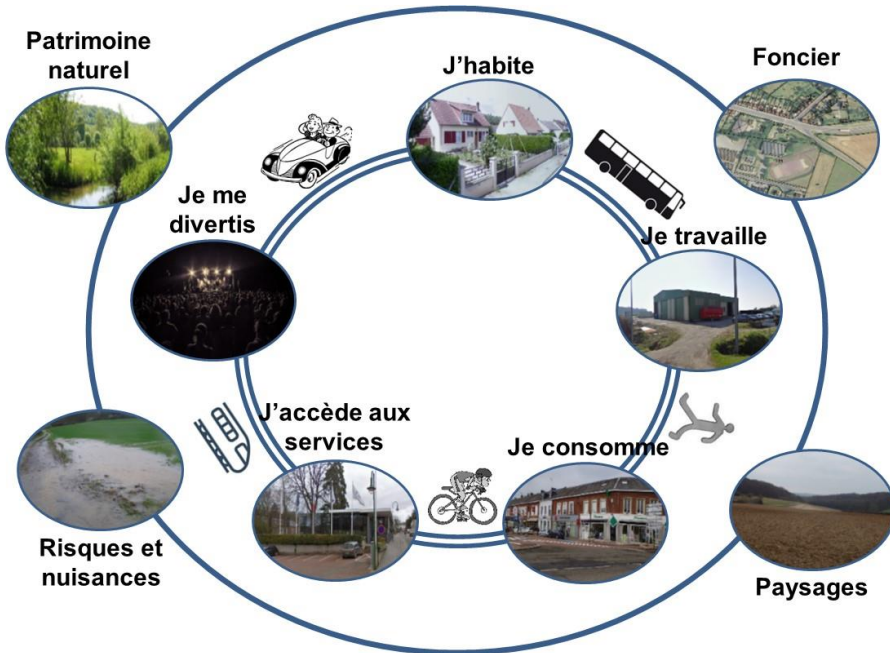 Patrimoine
naturel
J'habite
Foncier
Je me
divertis
Je travaille
J'accède aux
services
Je consomme
Risques et
nuisances
Paysages